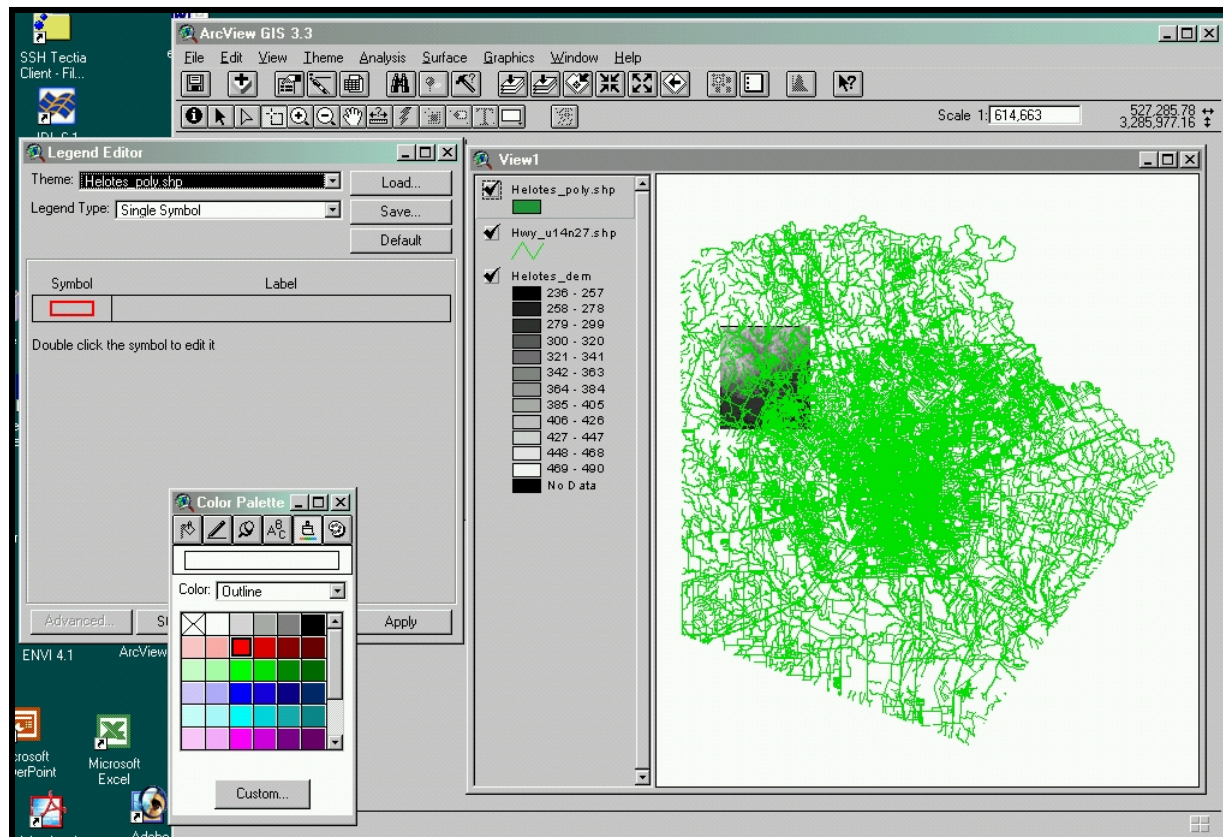 SSH Tectia
Client - Fil...
ArcView GIS 3.3
File Edit View Theme Analysis Surface Graphics Window Help
Scale 1: 614,663
527,285.78
3,285,977.16
Legend Editor
Theme: Helotes_poly.shp
Load...
Legend Type: Single Symbol
Save...
Default
Symbol Label
Double click the symbol to edit it
Advanced...
Apply
Color Palette
Color: Outline
Custom...
View1
Helotes_poly.shp
Hwy_u14n27.shp
Helotes_dem
236 - 257
258 - 278
279 - 299
300 - 320
321 - 341
342 - 363
364 - 384
385 - 405
406 - 426
427 - 447
448 - 468
469 - 490
No Data
ENVI 4.1
ArcView
Microsoft
Excel